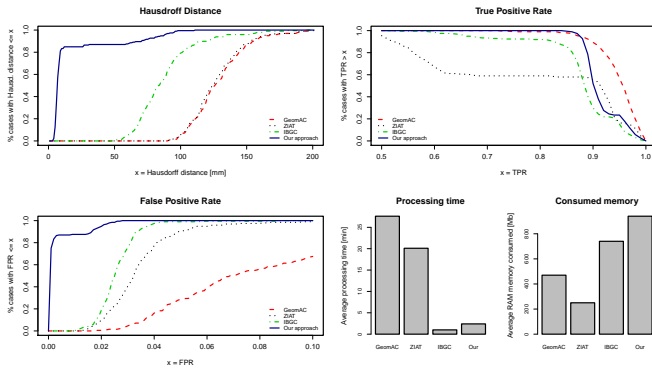 Hausdroff Distance
% cases with Hausd. distance <= x
0.0 0.2 0.4 0.6 0.8 1.0
GeomAC
ZIAT
IBGC
Our approach
0 50 100 150 200
x = Hausdorff distance [mm]
True Positive Rate
% cases with TPR > x
0.0 0.2 0.4 0.6 0.8 1.0
GeomAC
ZIAT
IBGC
Our approach
0.5 0.6 0.7 0.8 0.9 1.0
x = TPR
False Positive Rate
% cases with FPR <= x
0.0 0.2 0.4 0.6 0.8 1.0
GeomAC
ZIAT
IBGC
Our approach
0.00 0.02 0.04 0.06 0.08 0.10
x = FPR
Processing time
Average processing time [min]
0 5 10 15 20 25
GeomAC ZIAT IBGC Our
Consumed memory
Average RAM memory consumed [Mb]
0 200 400 600 800
GeomAC ZIAT IBGC Our